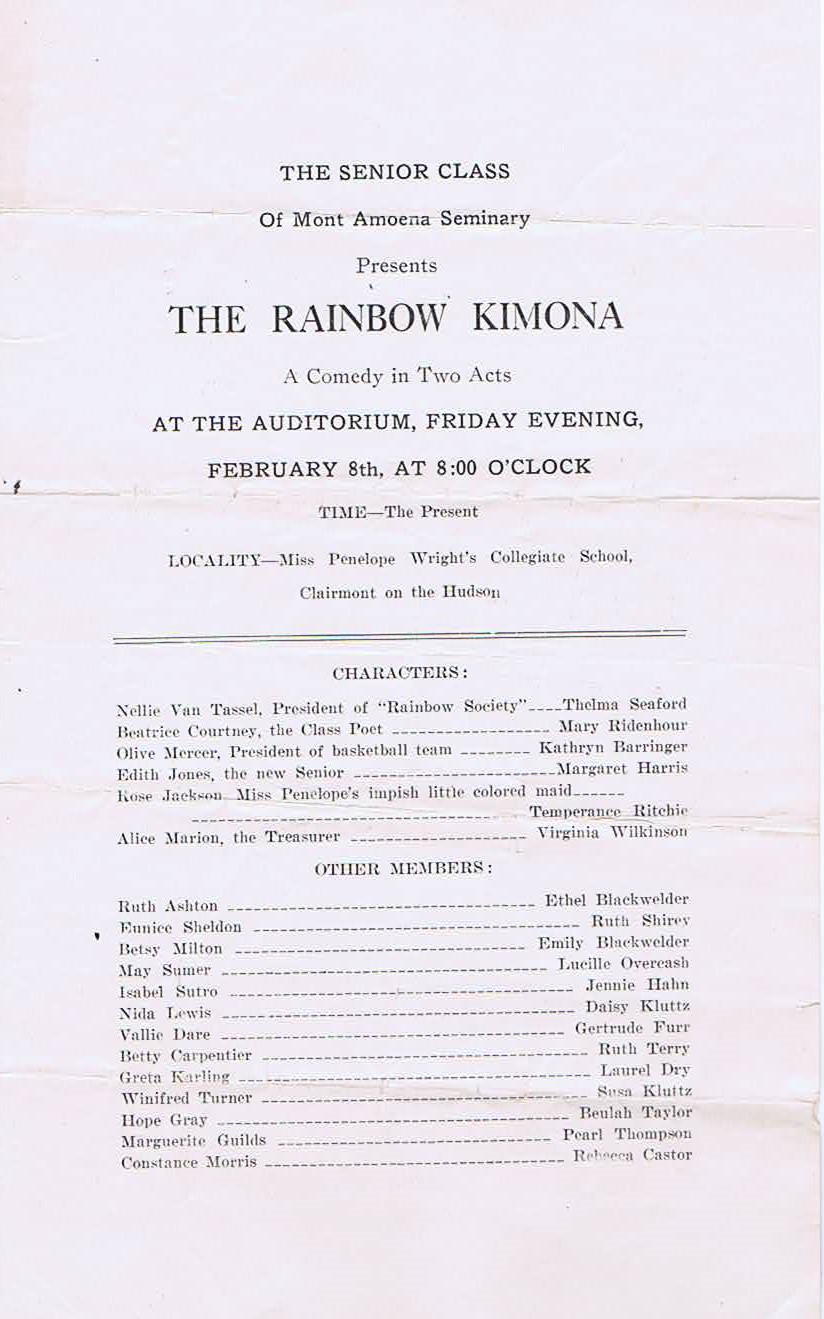 THE SENIOR CLASS
Of Mont Amoena Seminary
Presents
THE RAINBOW KIMONA
A Comedy in Two Acts
AT THE AUDITORIUM, FRIDAY EVENING,
FEBRUARY 8th, AT 8:00 O'CLOCK
TIME—The Present
LOCALITY—Miss Penelope Wright's Collegiate School,
Clairmont on the Hudson
CHARACTERS:
Nellie Van Tassel, President of "Rainbow Society"----Thelma Seaford
Beatrice Courtney, the Class Poet ------------------ Mary Ridenhour
Olive Mercer, President of basketball team -------- Kathryn Barringer
Edith Jones, the new Senior -----------------------Margaret Harris
Rose Jackson Miss Penelope's impish little colored maid------
------------------------------------ Temperance Ritchie
Alice Marion, the Treasurer -------------------- Virginia Wilkinson
OTHER MEMBERS:
Ruth Ashton ----------------------------------- Ethel Blackwelder
Eunice Sheldon ------------------------------------- Ruth Shirey
Betsy Milton --------------------------------- Emily Blackwelder
May Sumer ------------------------------------- Lucille Overcash
Isabel Sutro --------------------------------------- Jennie Hahn
Nida Lewis ---------------------------------------- Daisy Kluttz
Vallie Dare --------------------------------------- Gertrude Furr
Betty Carpentier ------------------------------------- Ruth Terry
Greta Karling --------------------------------------- Laurel Dry
Winifred Turner ------------------------------------- Susa Kluttz
Hope Gray ---------------------------------------- Beulah Taylor
Marguerite Guilds ------------------------------- Pearl Thompson
Constance Morris --------------------------------- Rebecca Castor